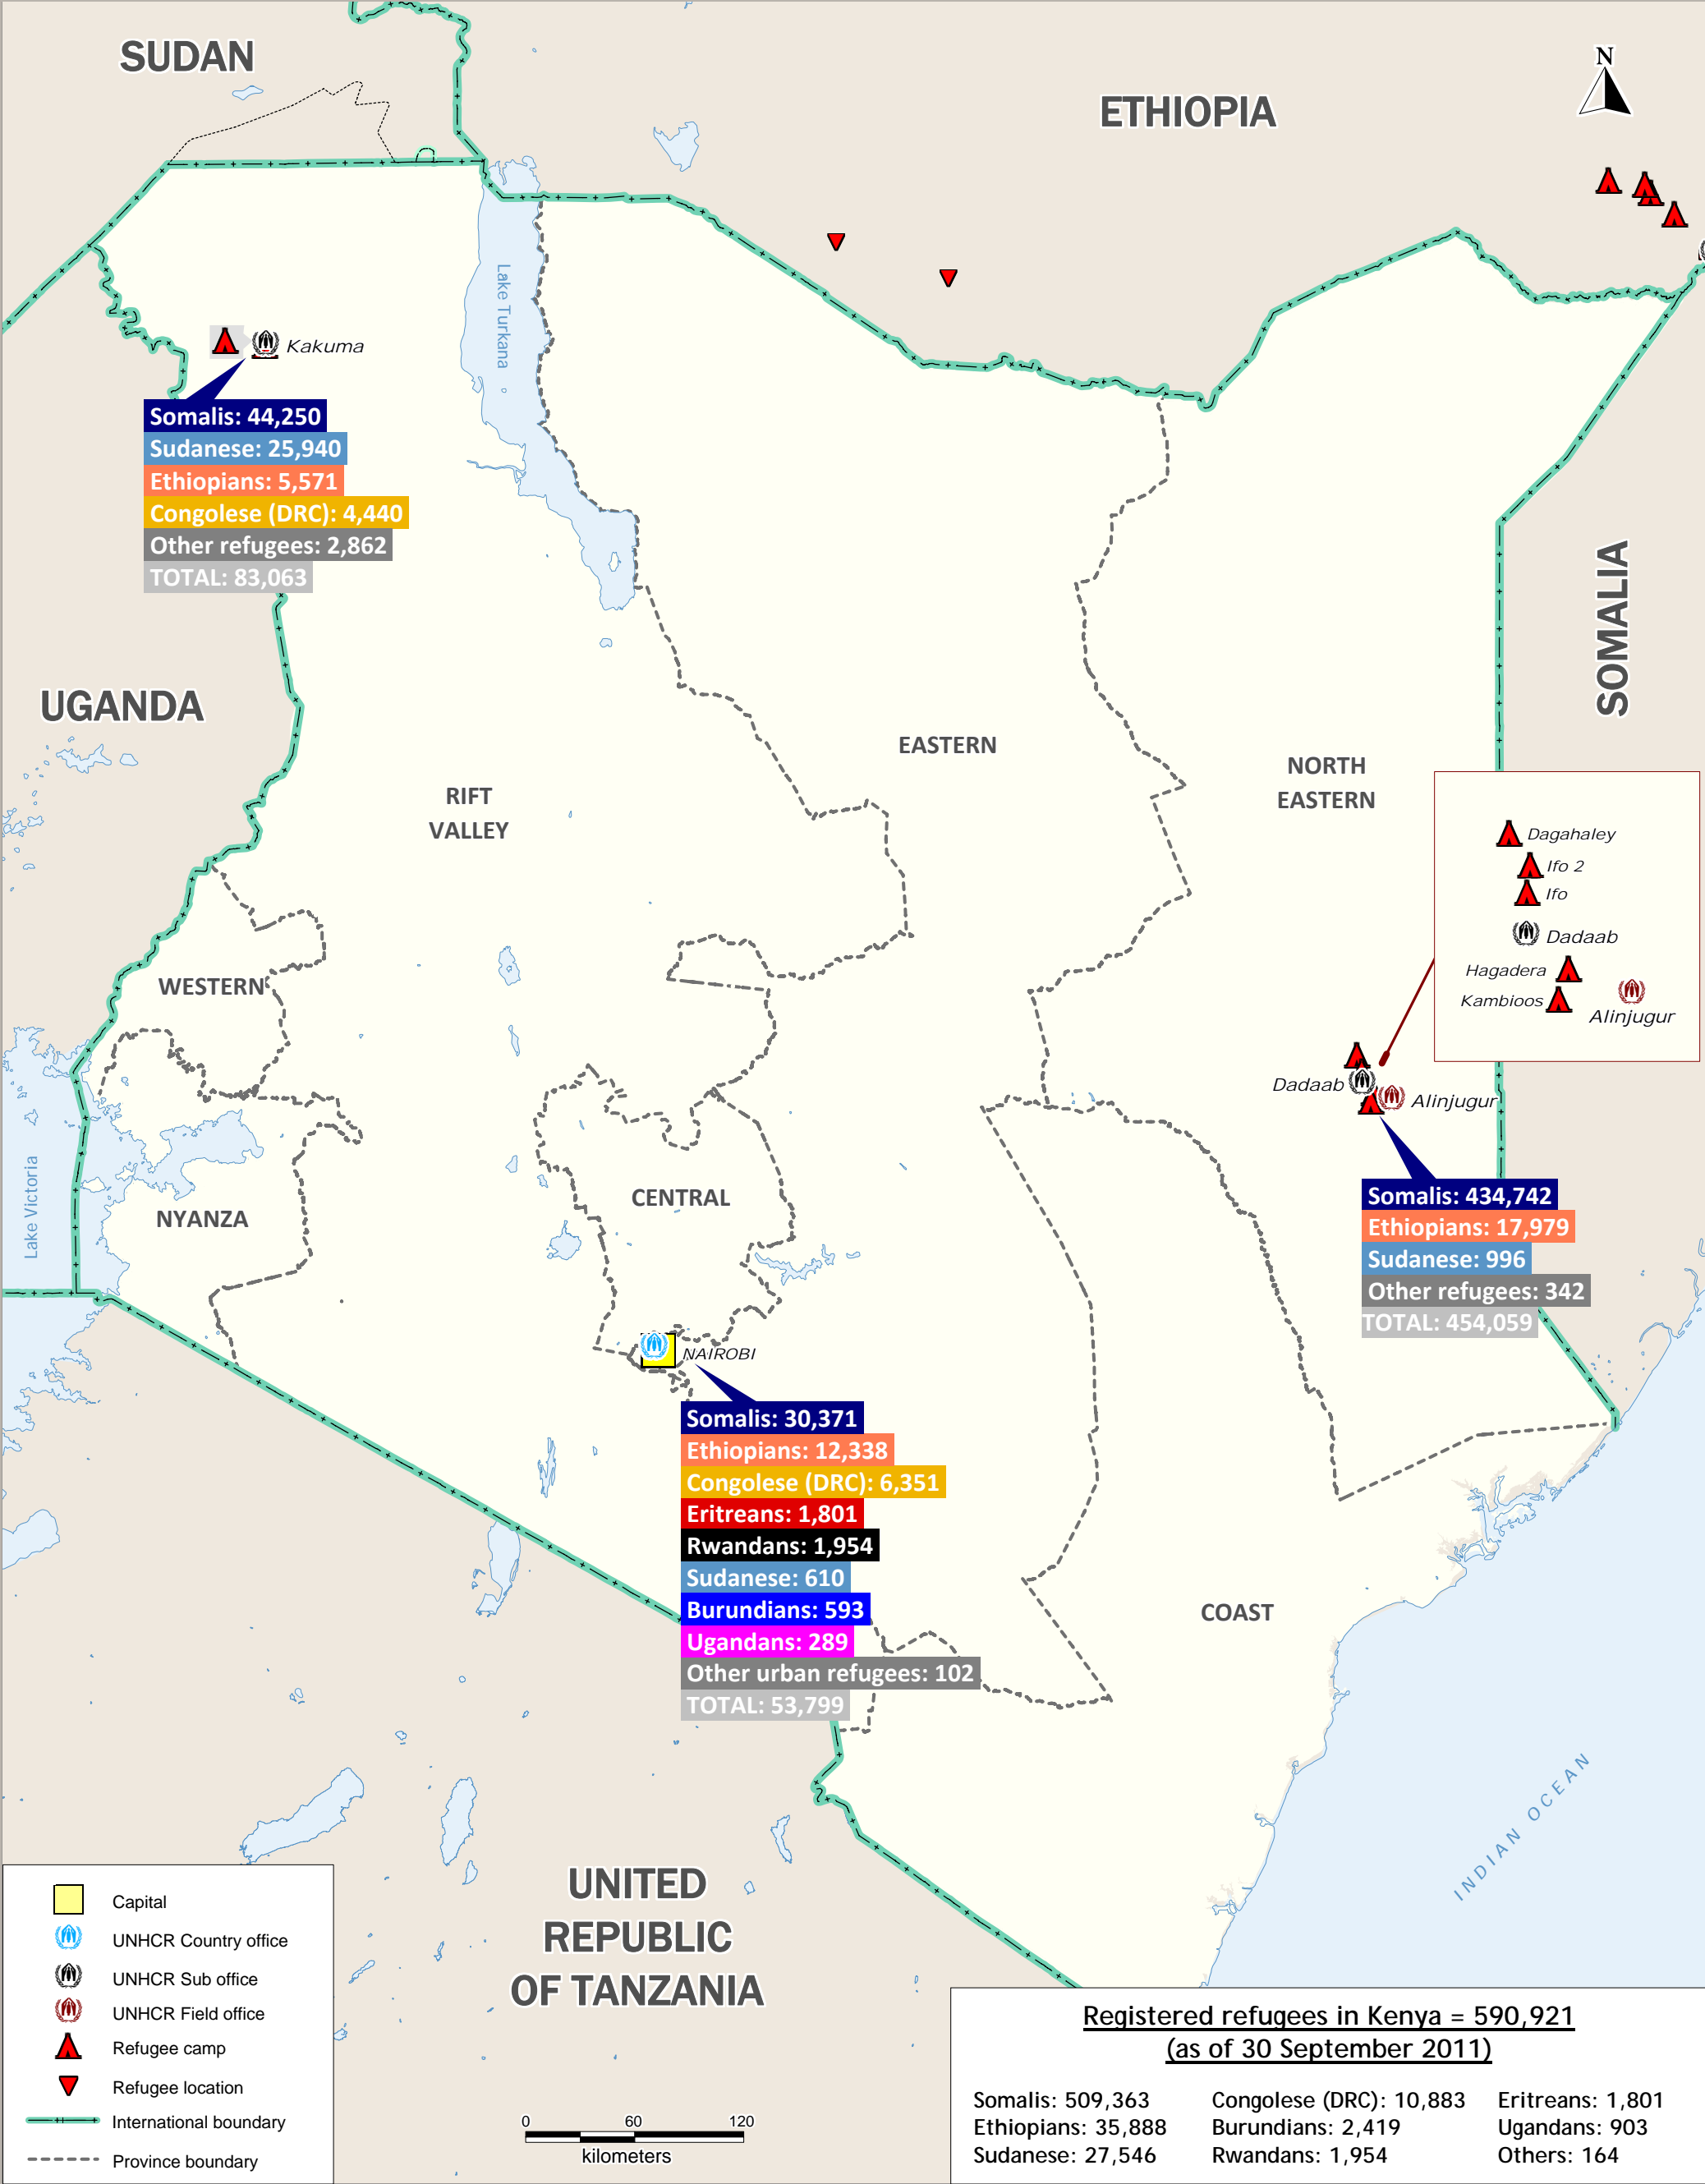 SUDAN
ETHIOPIA
N
Lake Turkana
Kakuma
Somalis: 44,250
Sudanese: 25,940
Ethiopians: 5,571
Congolese (DRC): 4,440
Other refugees: 2,862
TOTAL: 83,063
SOMALIA
UGANDA
EASTERN
NORTH
EASTERN
RIFT
VALLEY
Dagahaley
Ifo 2
Ifo
Dadaab
Hagadera
Kambioos
Alinjugur
WESTERN
Dadaab
Alinjugur
Lake Victoria
NYANZA
CENTRAL
Somalis: 434,742
Ethiopians: 17,979
Sudanese: 996
Other refugees: 342
TOTAL: 454,059
NAIROBI
Somalis: 30,371
Ethiopians: 12,338
Congolese (DRC): 6,351
Eritreans: 1,801
Rwandans: 1,954
Sudanese: 610
Burundians: 593
Ugandans: 289
Other urban refugees: 102
TOTAL: 53,799
COAST
INDIAN OCEAN
UNITED
REPUBLIC
OF TANZANIA
Capital
UNHCR Country office
UNHCR Sub office
UNHCR Field office
Refugee camp
Refugee location
International boundary
Province boundary
0 60 120
kilometers
Registered refugees in Kenya = 590,921
(as of 30 September 2011)
Somalis: 509,363 Congolese (DRC): 10,883 Eritreans: 1,801
Ethiopians: 35,888 Burundians: 2,419 Ugandans: 903
Sudanese: 27,546 Rwandans: 1,954 Others: 164